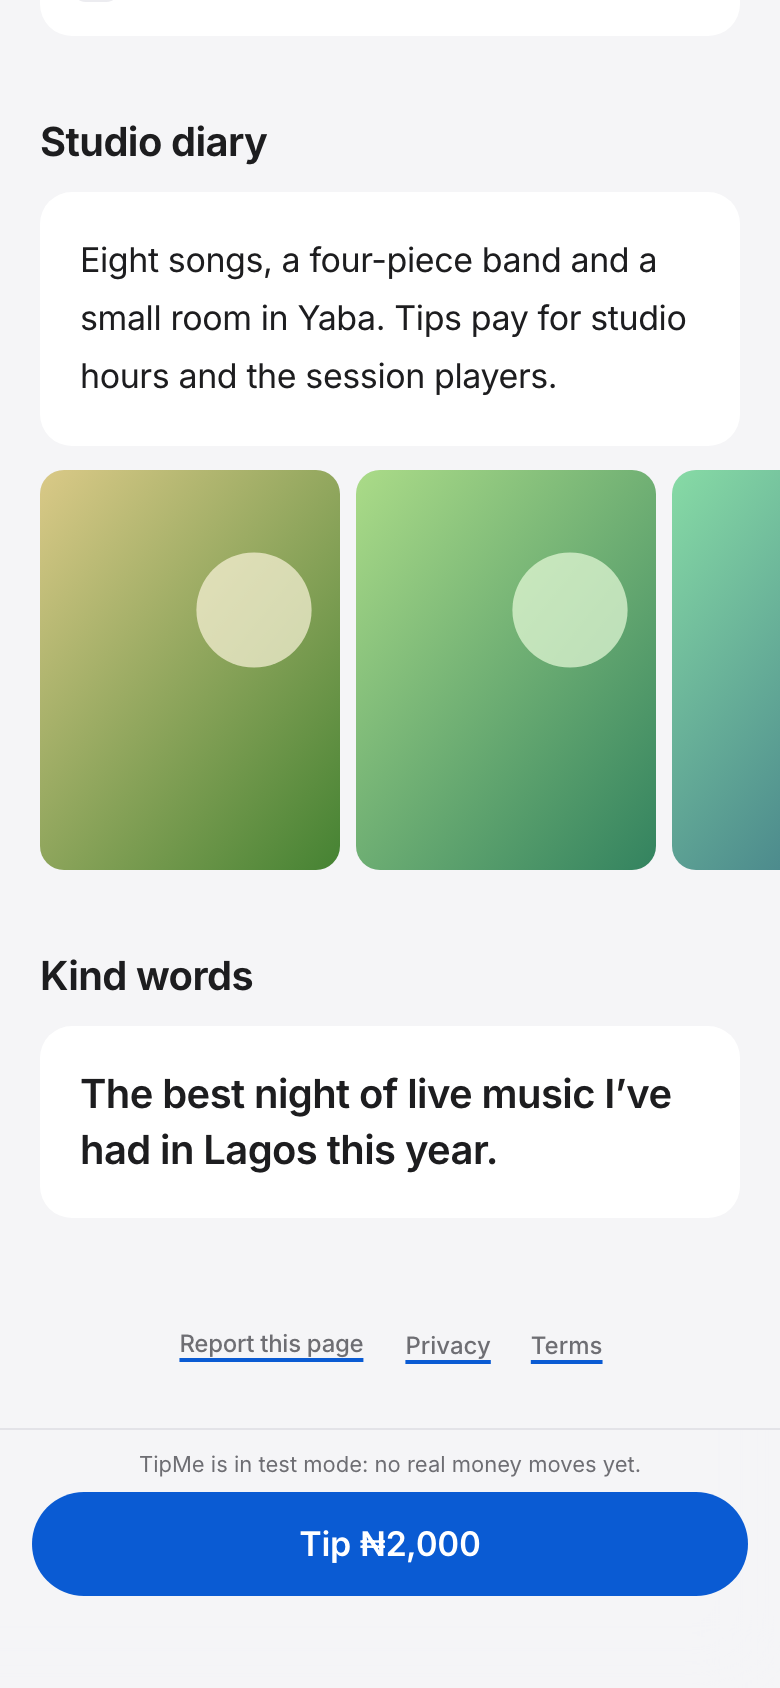 Studio diary
Eight songs, a four-piece band and a
small room in Yaba. Tips pay for studio
hours and the session players.
Kind words
The best night of live music I’ve
had in Lagos this year.
Report this page Privacy Terms
TipMe is in test mode: no real money moves yet.
Tip ₦2,000